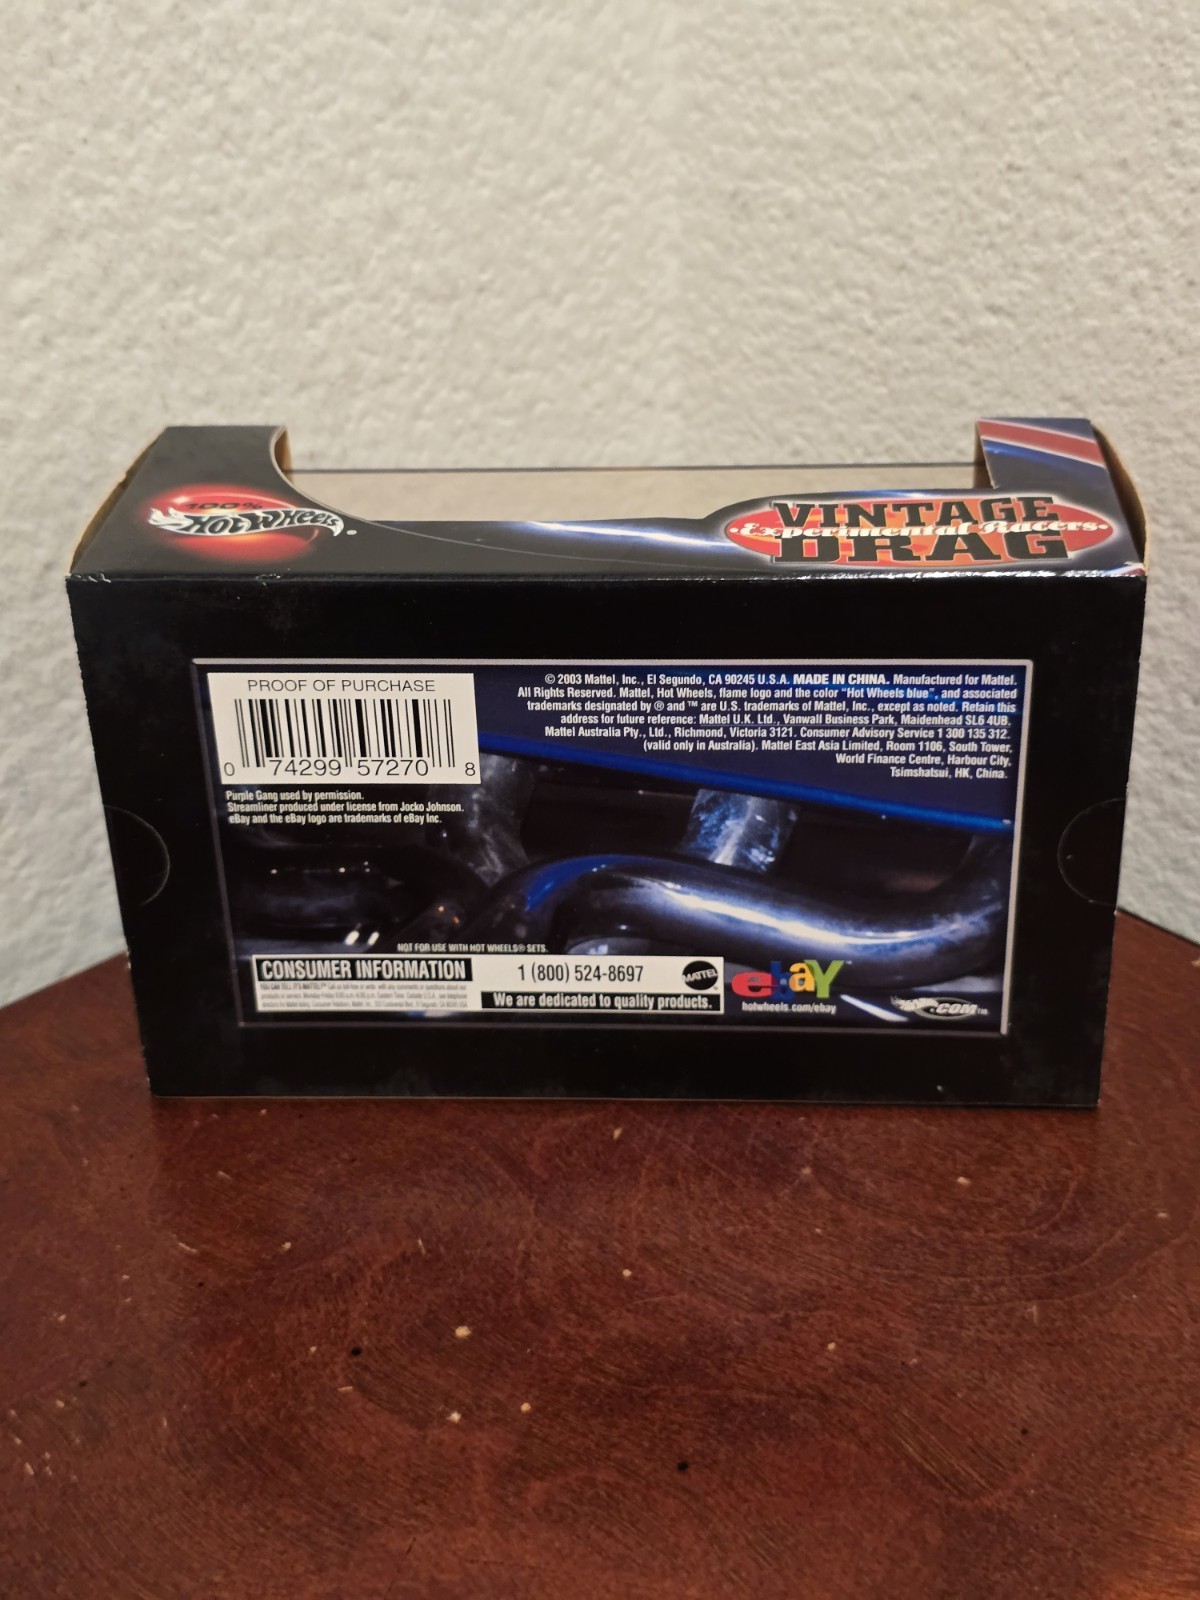 100%
Hot Wheels
VINTAGE
Experimental Racers
DRAG
PROOF OF PURCHASE
0 74299 57270 8
Purple Gang used by permission.
Streamliner produced under license from Jocko Johnson.
eBay and the eBay logo are trademarks of eBay Inc.
© 2003 Mattel, Inc., El Segundo, CA 90245 U.S.A. MADE IN CHINA. Manufactured for Mattel.
All Rights Reserved. Mattel, Hot Wheels, flame logo and the color “Hot Wheels blue”, and associated
trademarks designated by ® and ™ are U.S. trademarks of Mattel, Inc., except as noted. Retain this
address for future reference: Mattel U.K. Ltd., Vanwall Business Park, Maidenhead SL6 4UB.
Mattel Australia Pty., Ltd., Richmond, Victoria 3121. Consumer Advisory Service 1 300 135 312.
(valid only in Australia). Mattel East Asia Limited, Room 1106, South Tower,
World Finance Centre, Harbour City,
Tsimshatsui, HK, China.
NOT FOR USE WITH HOT WHEELS® SETS.
CONSUMER INFORMATION
1 (800) 524-8697
We are dedicated to quality products.
MATTEL
ebaY™
hotwheels.com/ebay
.COM™